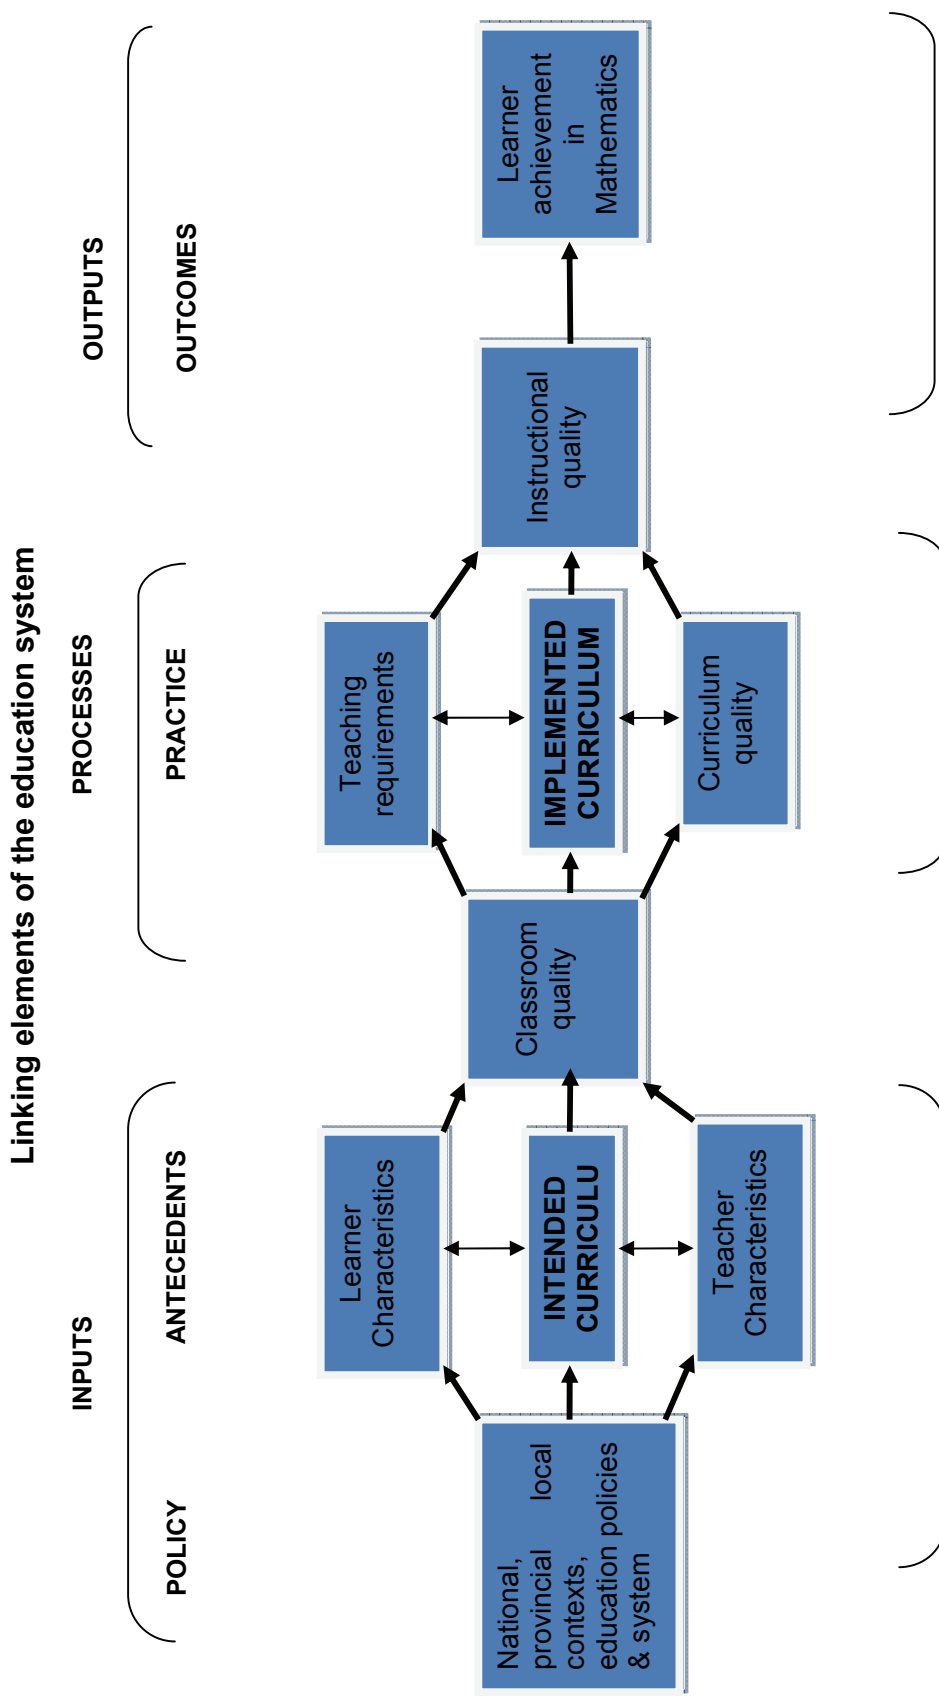 Linking elements of the education system
INPUTS
PROCESSES
OUTPUTS
POLICY
ANTECEDENTS
PRACTICE
OUTCOMES
National,
provincial local
contexts,
education policies
& system
Learner
Characteristics
INTENDED
CURRICULU
Teacher
Characteristics
Classroom
quality
Teaching
requirements
IMPLEMENTED
CURRICULUM
Curriculum
quality
Instructional
quality
Learner
achievement
in
Mathematics